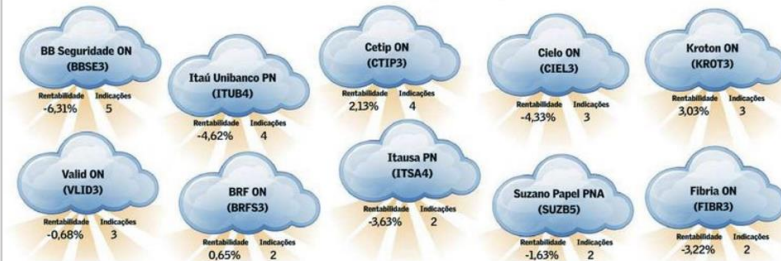 BB Seguridade ON
(BBSE3)
Rentabilidade Indicações
-6,31% 5
Itaú Unibanco PN
(ITUB4)
Rentabilidade Indicações
-4,62% 4
Cetip ON
(CTIP3)
Rentabilidade Indicações
2,13% 4
Cielo ON
(CIEL3)
Rentabilidade Indicações
-4,33% 3
Kroton ON
(KROT3)
Rentabilidade Indicações
3,03% 3
Valid ON
(VLID3)
Rentabilidade Indicações
-0,68% 3
BRF ON
(BRFS3)
Rentabilidade Indicações
0,65% 2
Itausa PN
(ITSA4)
Rentabilidade Indicações
-3,63% 2
Suzano Papel PNA
(SUZB5)
Rentabilidade Indicações
-1,63% 2
Fibria ON
(FIBR3)
Rentabilidade Indicações
-3,22% 2